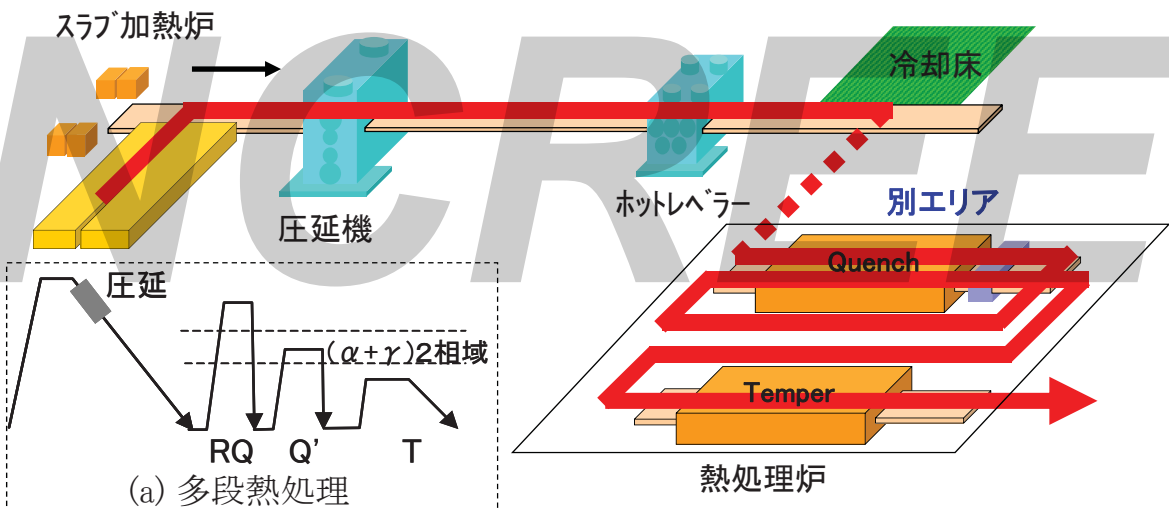 スラブ加熱炉
冷却床
圧延機
ホットレベラー
別エリア
NCREE
Quench
圧延
(α+γ)2相域
Temper
RQ Q' T
(a) 多段熱処理
熱処理炉